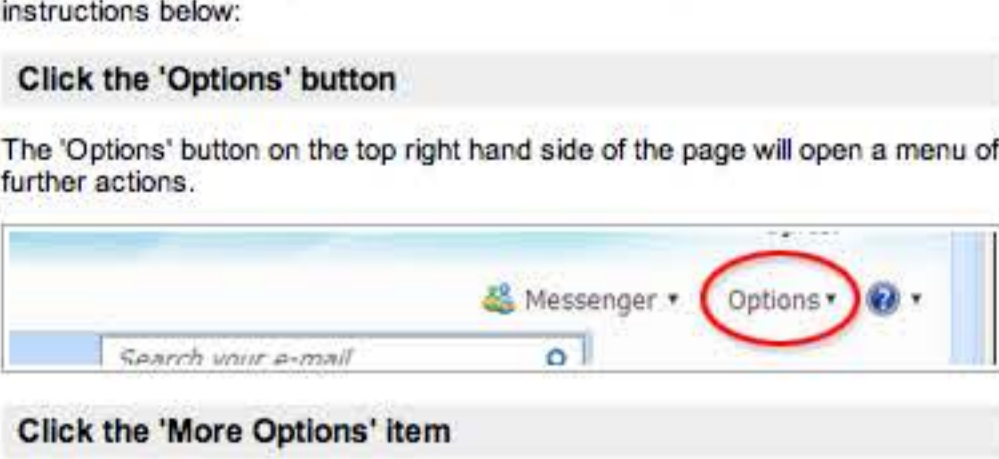 instructions below:
Click the 'Options' button
The 'Options' button on the top right hand side of the page will open a menu of
further actions.
Messenger Options
Search your e-mail
Click the 'More Options' item